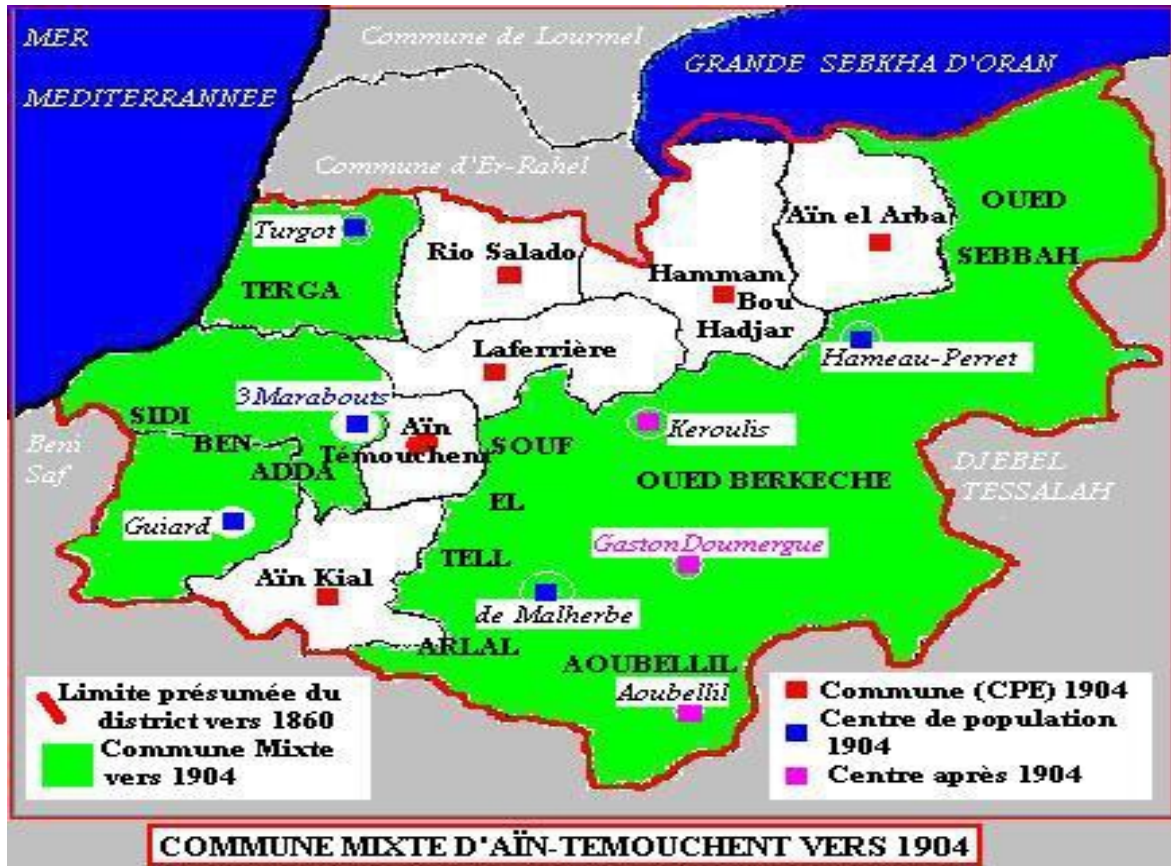 MER
MEDITERRANNEE
Commune de Lourmel
GRANDE SEBKHA D'ORAN
Commune d'Er-Rahel
Turgot
TERGA
Rio Salado
Aïn el Arba
OUED
SEBBAH
Hammam
Bou
Hadjar
Laferrière
Hameau-Perret
3Marabouts
SIDI
BEN-
ADDA
Aïn
Témouchent
SOUF
EL
TELL
Keroulis
OUED BERKECHE
Beni
Saf
DJEBEL
TESSALAH
Guiard
Gaston Doumergue
Aïn Kial
de Malherbe
ARLAL
AOUBELLIL
Aoubellil
Limite présumée du
district vers 1860
Commune Mixte
vers 1904
Commune (CPE) 1904
Centre de population
1904
Centre après 1904
COMMUNE MIXTE D'AÏN-TEMOUCHENT VERS 1904